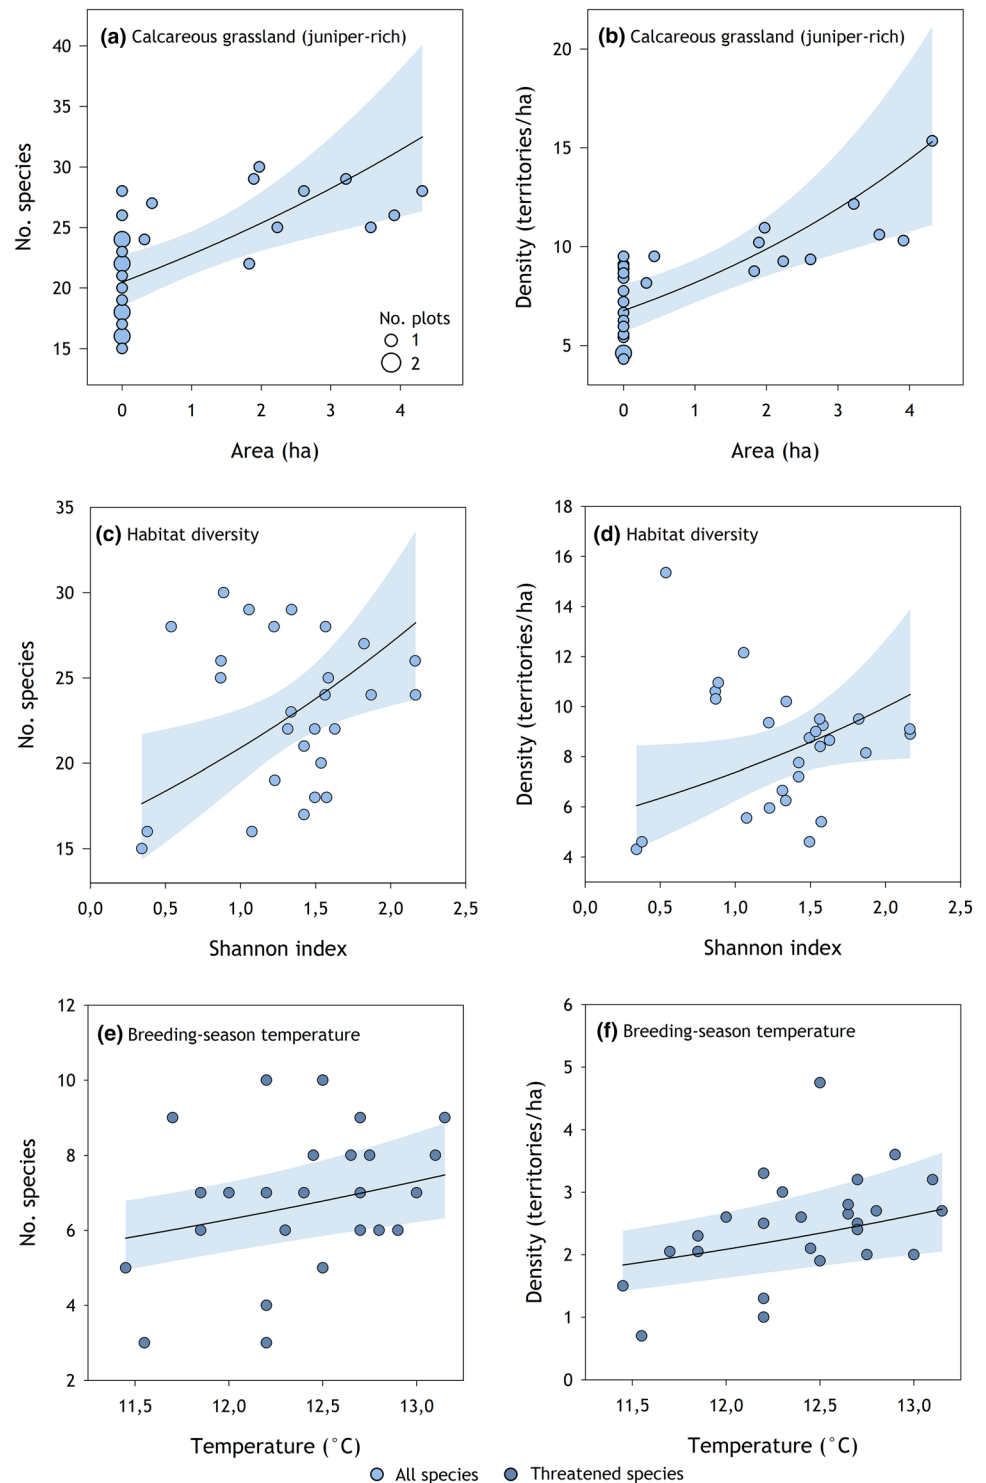 (a) Calcareous grassland (juniper-rich)
No. species
40
35
30
25
20
15
No. plots
1
2
0 1 2 3 4
Area (ha)
(b) Calcareous grassland (juniper-rich)
Density (territories/ha)
20
15
10
5
0 1 2 3 4
Area (ha)
(c) Habitat diversity
No. species
35
30
25
20
15
0,0 0,5 1,0 1,5 2,0 2,5
Shannon index
(d) Habitat diversity
Density (territories/ha)
18
16
14
12
10
8
6
4
0,0 0,5 1,0 1,5 2,0 2,5
Shannon index
(e) Breeding-season temperature
No. species
12
10
8
6
4
2
11,5 12,0 12,5 13,0
Temperature (°C)
(f) Breeding-season temperature
Density (territories/ha)
6
5
4
3
2
1
0
11,5 12,0 12,5 13,0
Temperature (°C)
All species Threatened species